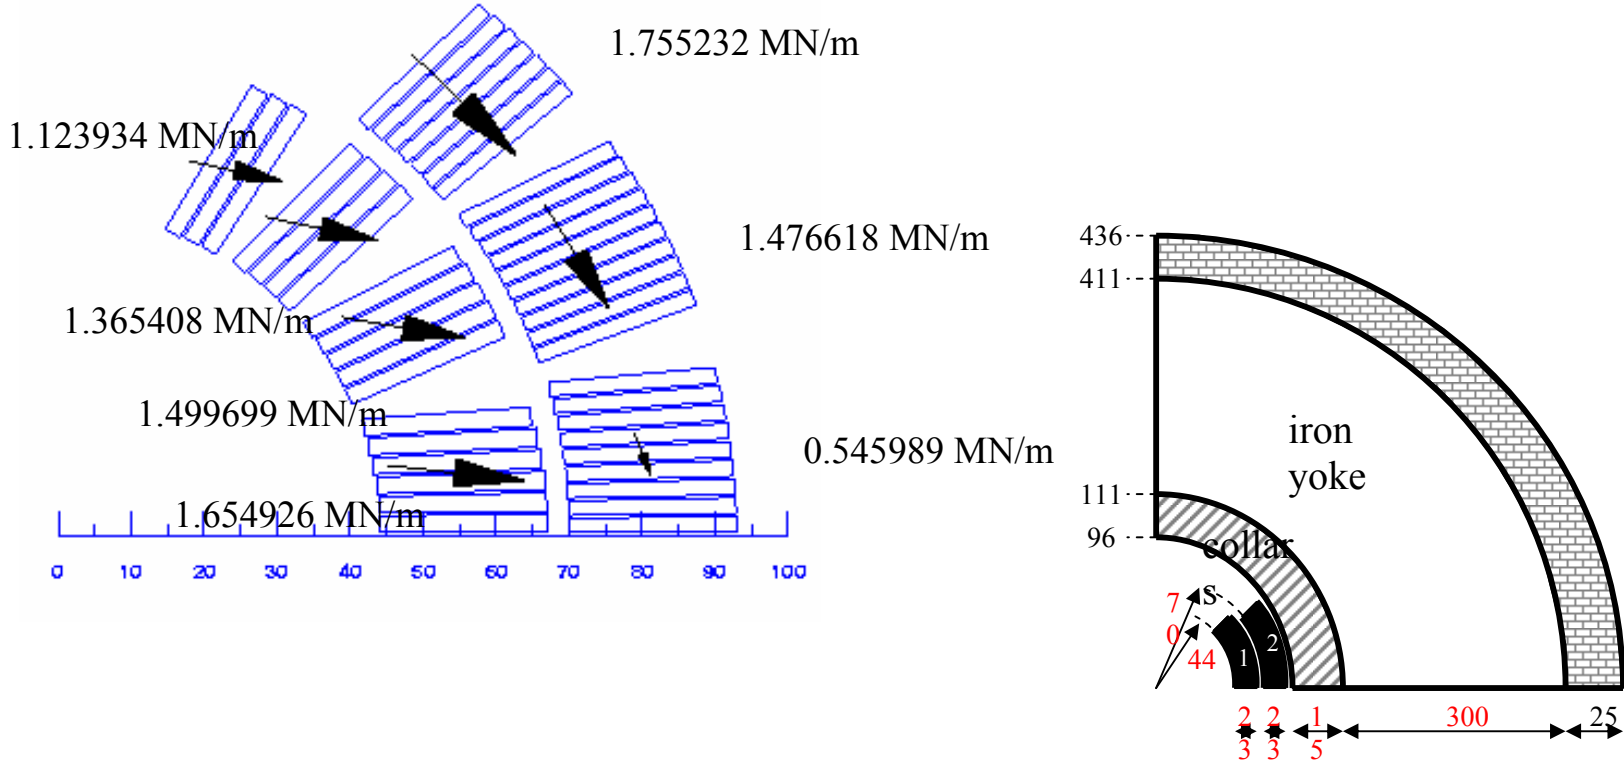 1.755232 MN/m
1.123934 MN/m
1.476618 MN/m
1.365408 MN/m
1.499699 MN/m
0.545989 MN/m
1.654926 MN/m
0 10 20 30 40 50 60 70 80 90 100
436
411
iron
yoke
111
96
collar
s
7
0
44
1
2
2 2 1 300 25
3 3 5